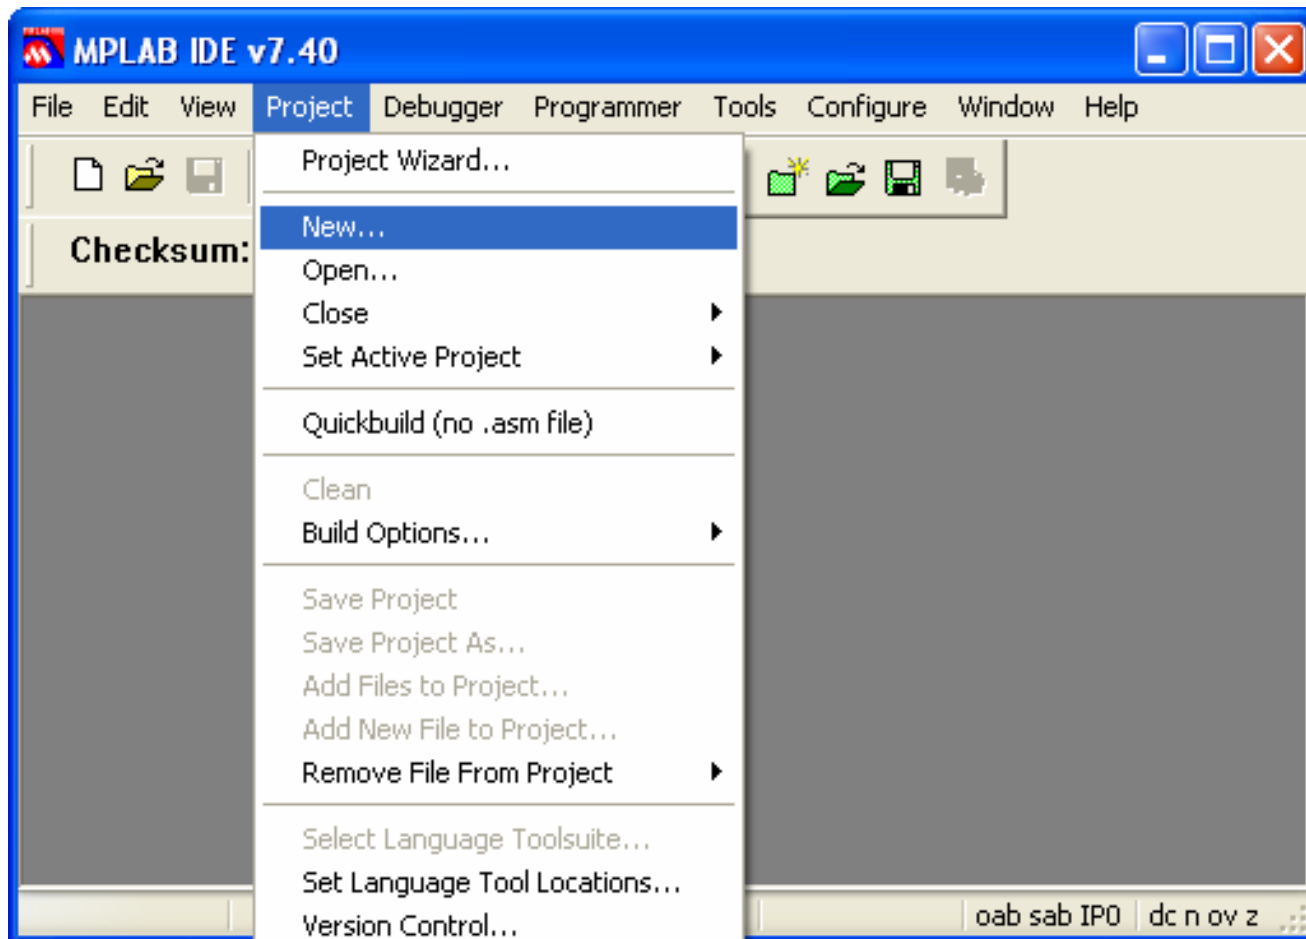 MPLAB IDE v7.40
File Edit View Project Debugger Programmer Tools Configure Window Help
Project Wizard...
New...
Checksum:
Open...
Close
Set Active Project
Quickbuild (no .asm file)
Clean
Build Options...
Save Project
Save Project As...
Add Files to Project...
Add New File to Project...
Remove File From Project
Select Language Toolsuite...
Set Language Tool Locations...
Version Control...
oab sab IP0 dc n ov z